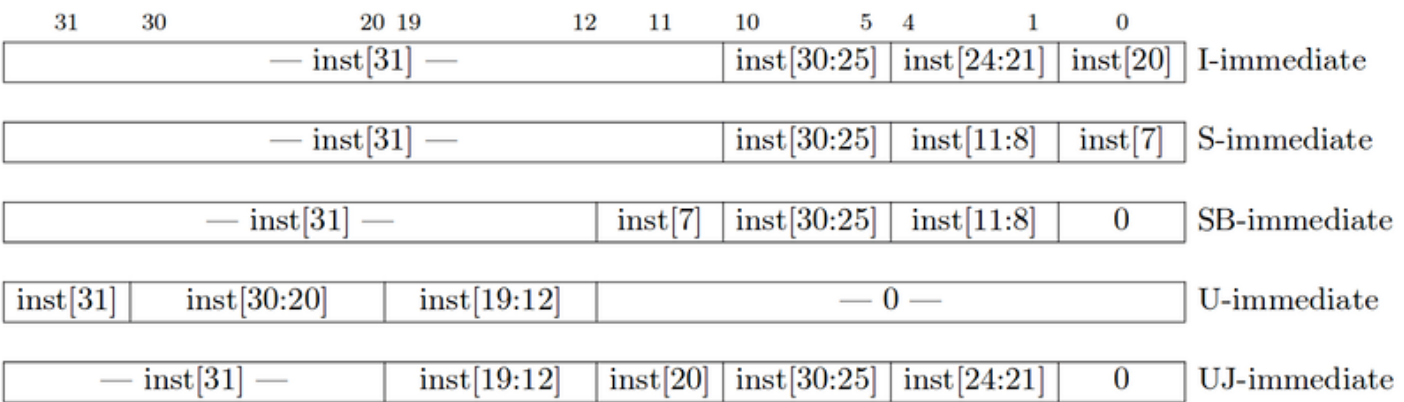 31 30 20 19 12 11 10 5 4 1 0
— inst[31] — inst[30:25] inst[24:21] inst[20] I-immediate
— inst[31] — inst[30:25] inst[11:8] inst[7] S-immediate
— inst[31] — inst[7] inst[30:25] inst[11:8] 0 SB-immediate
inst[31] inst[30:20] inst[19:12] — 0 — U-immediate
— inst[31] — inst[19:12] inst[20] inst[30:25] inst[24:21] 0 UJ-immediate